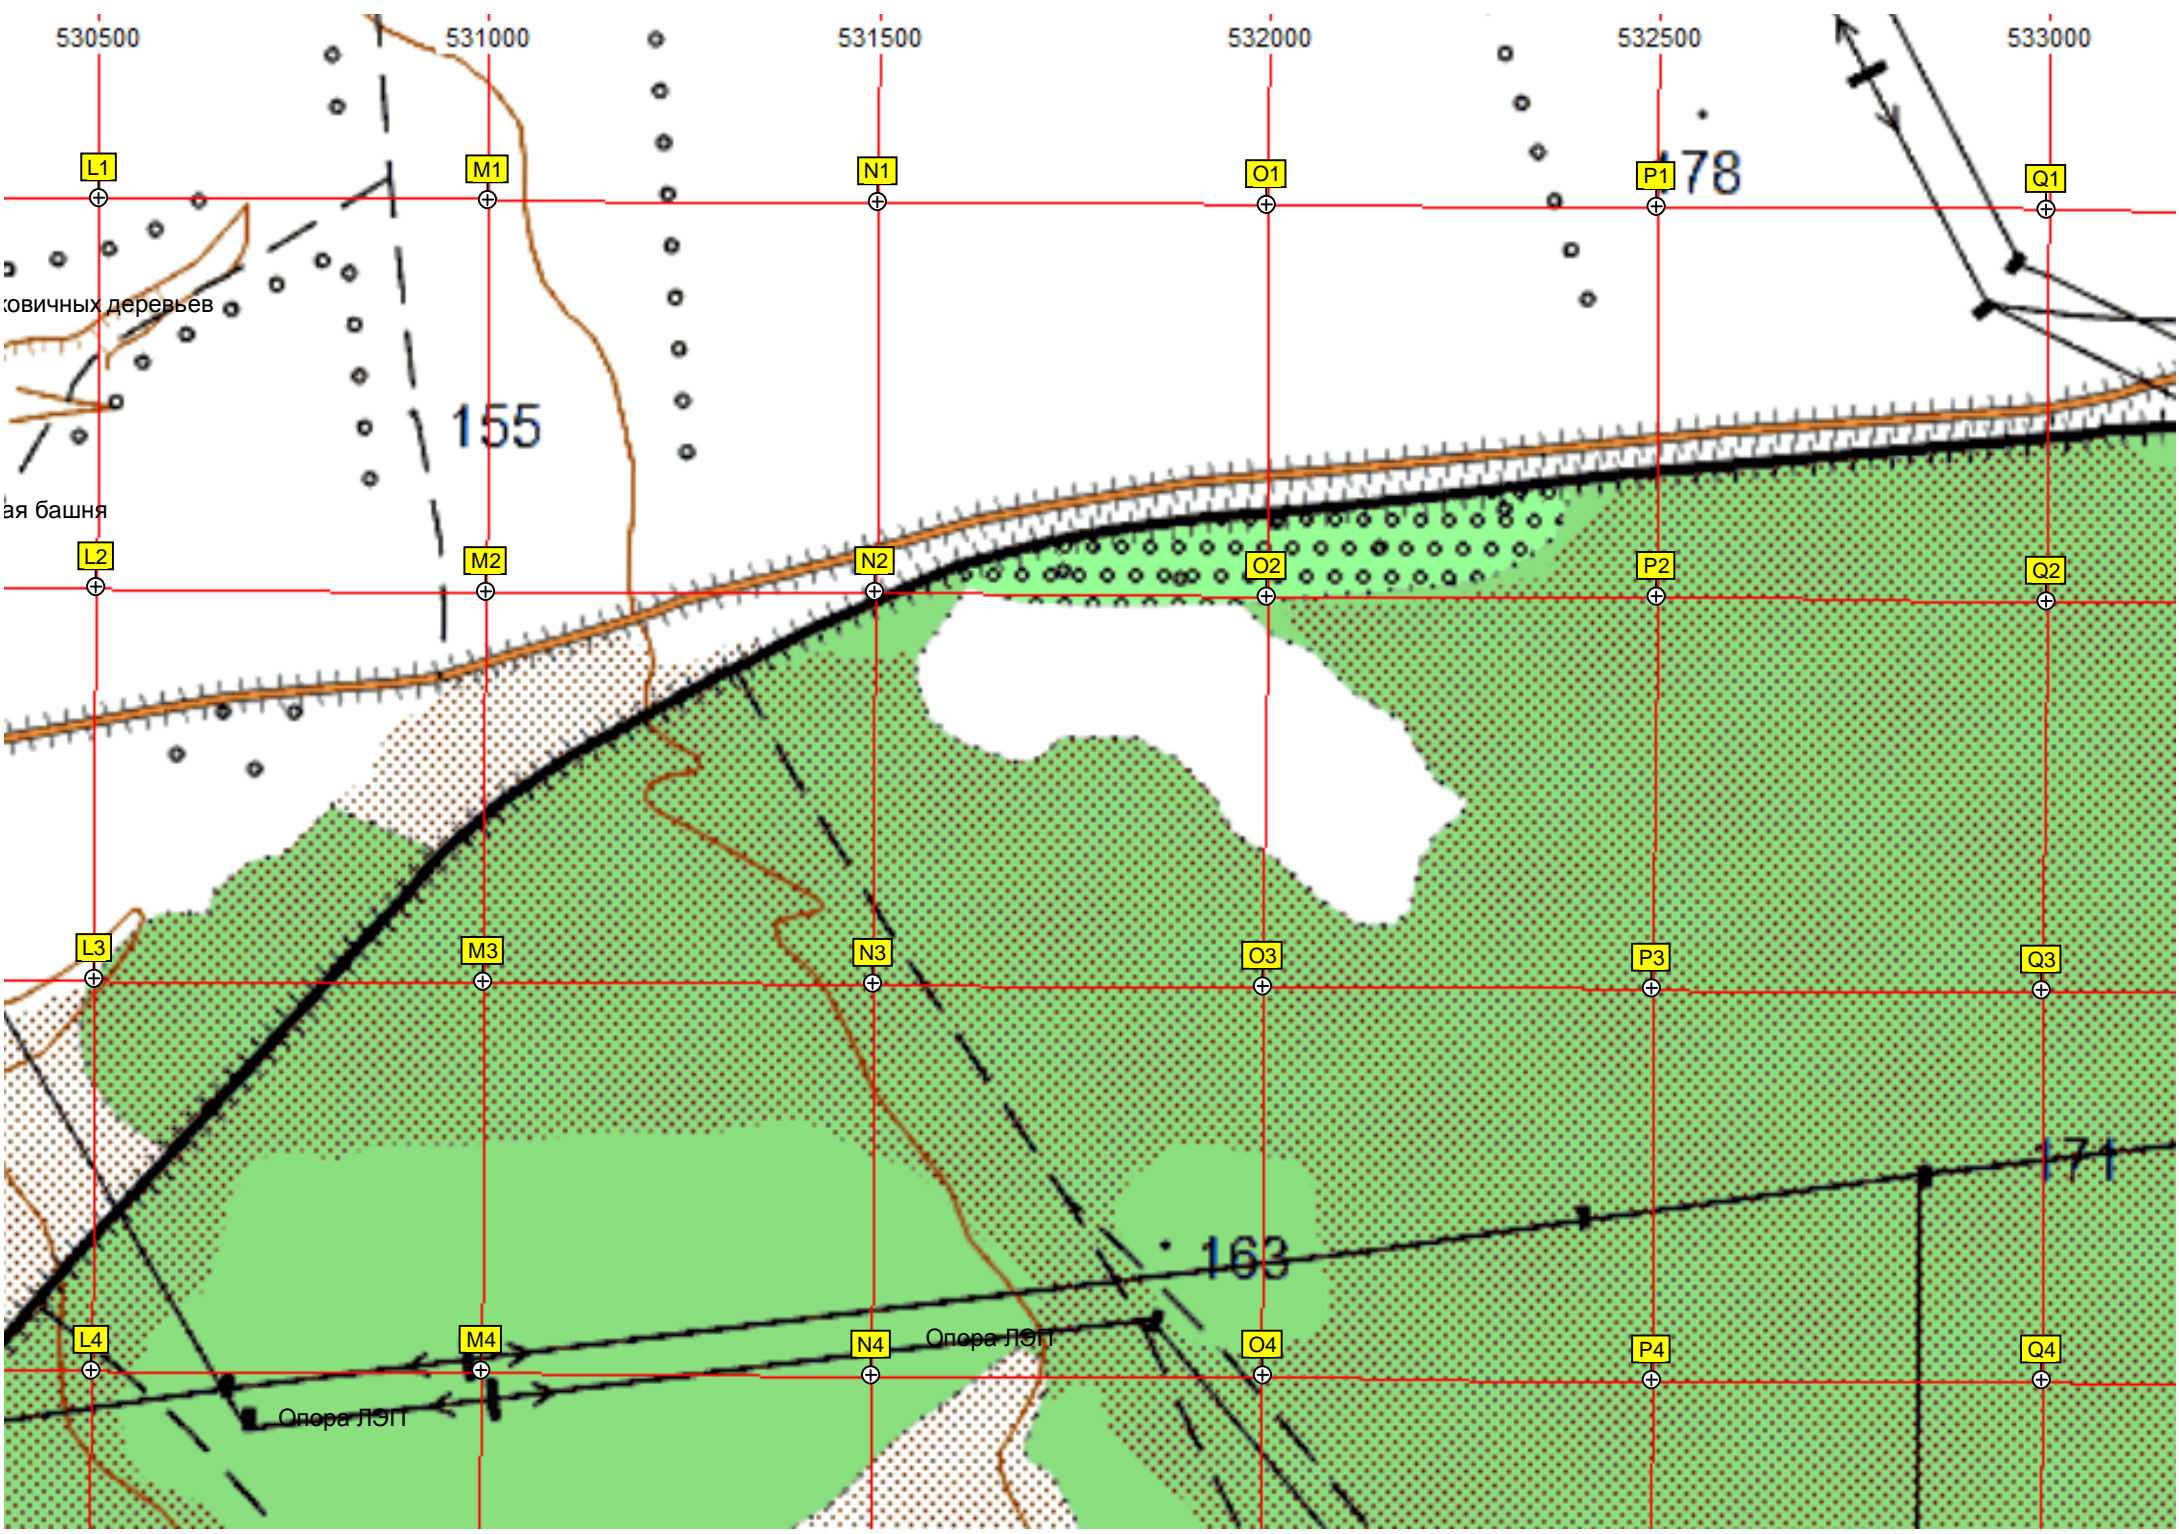 530500 531000 531500 532000 532500 533000
L1 M1 N1 O1 P1 178 Q1
ковичных деревьев
155
ая башня
L2 M2 N2 O2 P2 Q2
L3 M3 N3 O3 P3 Q3
171
163
L4 M4 N4 Опора ЛЭП O4 P4 Q4
Опора ЛЭП